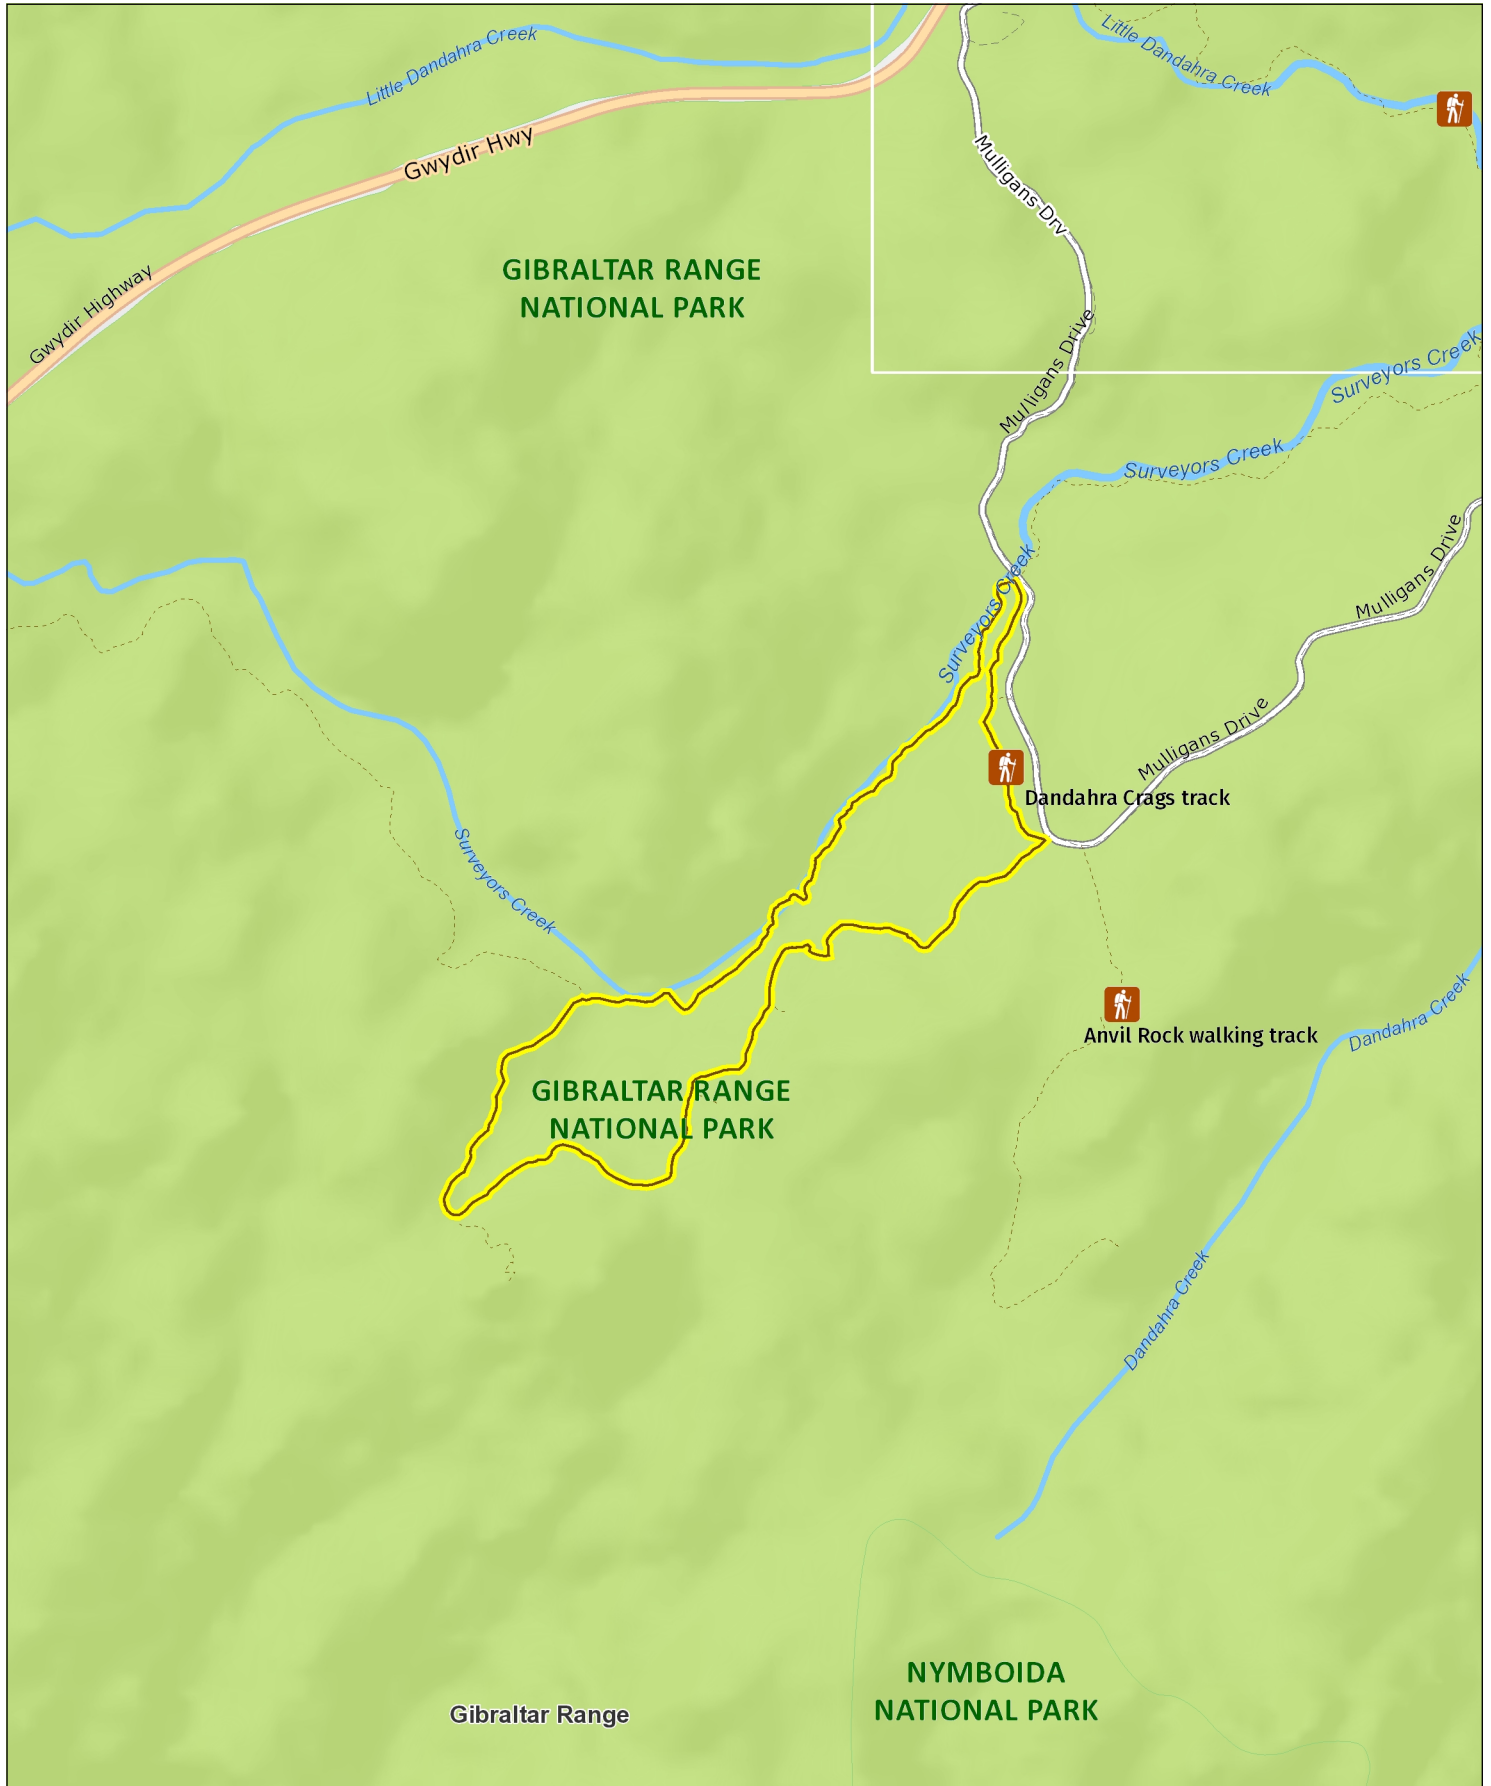 Little Dandahra Creek
Little Dandahra Creek
Gwydir Hwy
Mulligans Drv
Gwydir Highway
GIBRALTAR RANGE
NATIONAL PARK
Mulligans Drive
Surveyors Creek
Surveyors Creek
Mulligans Drive
Surveyors Creek
Mulligans Drive
Dandahra Crags track
Surveyors Creek
Anvil Rock walking track
Dandahra Creek
GIBRALTAR RANGE
NATIONAL PARK
Dandahra Creek
NYMBOIDA
NATIONAL PARK
Gibraltar Range